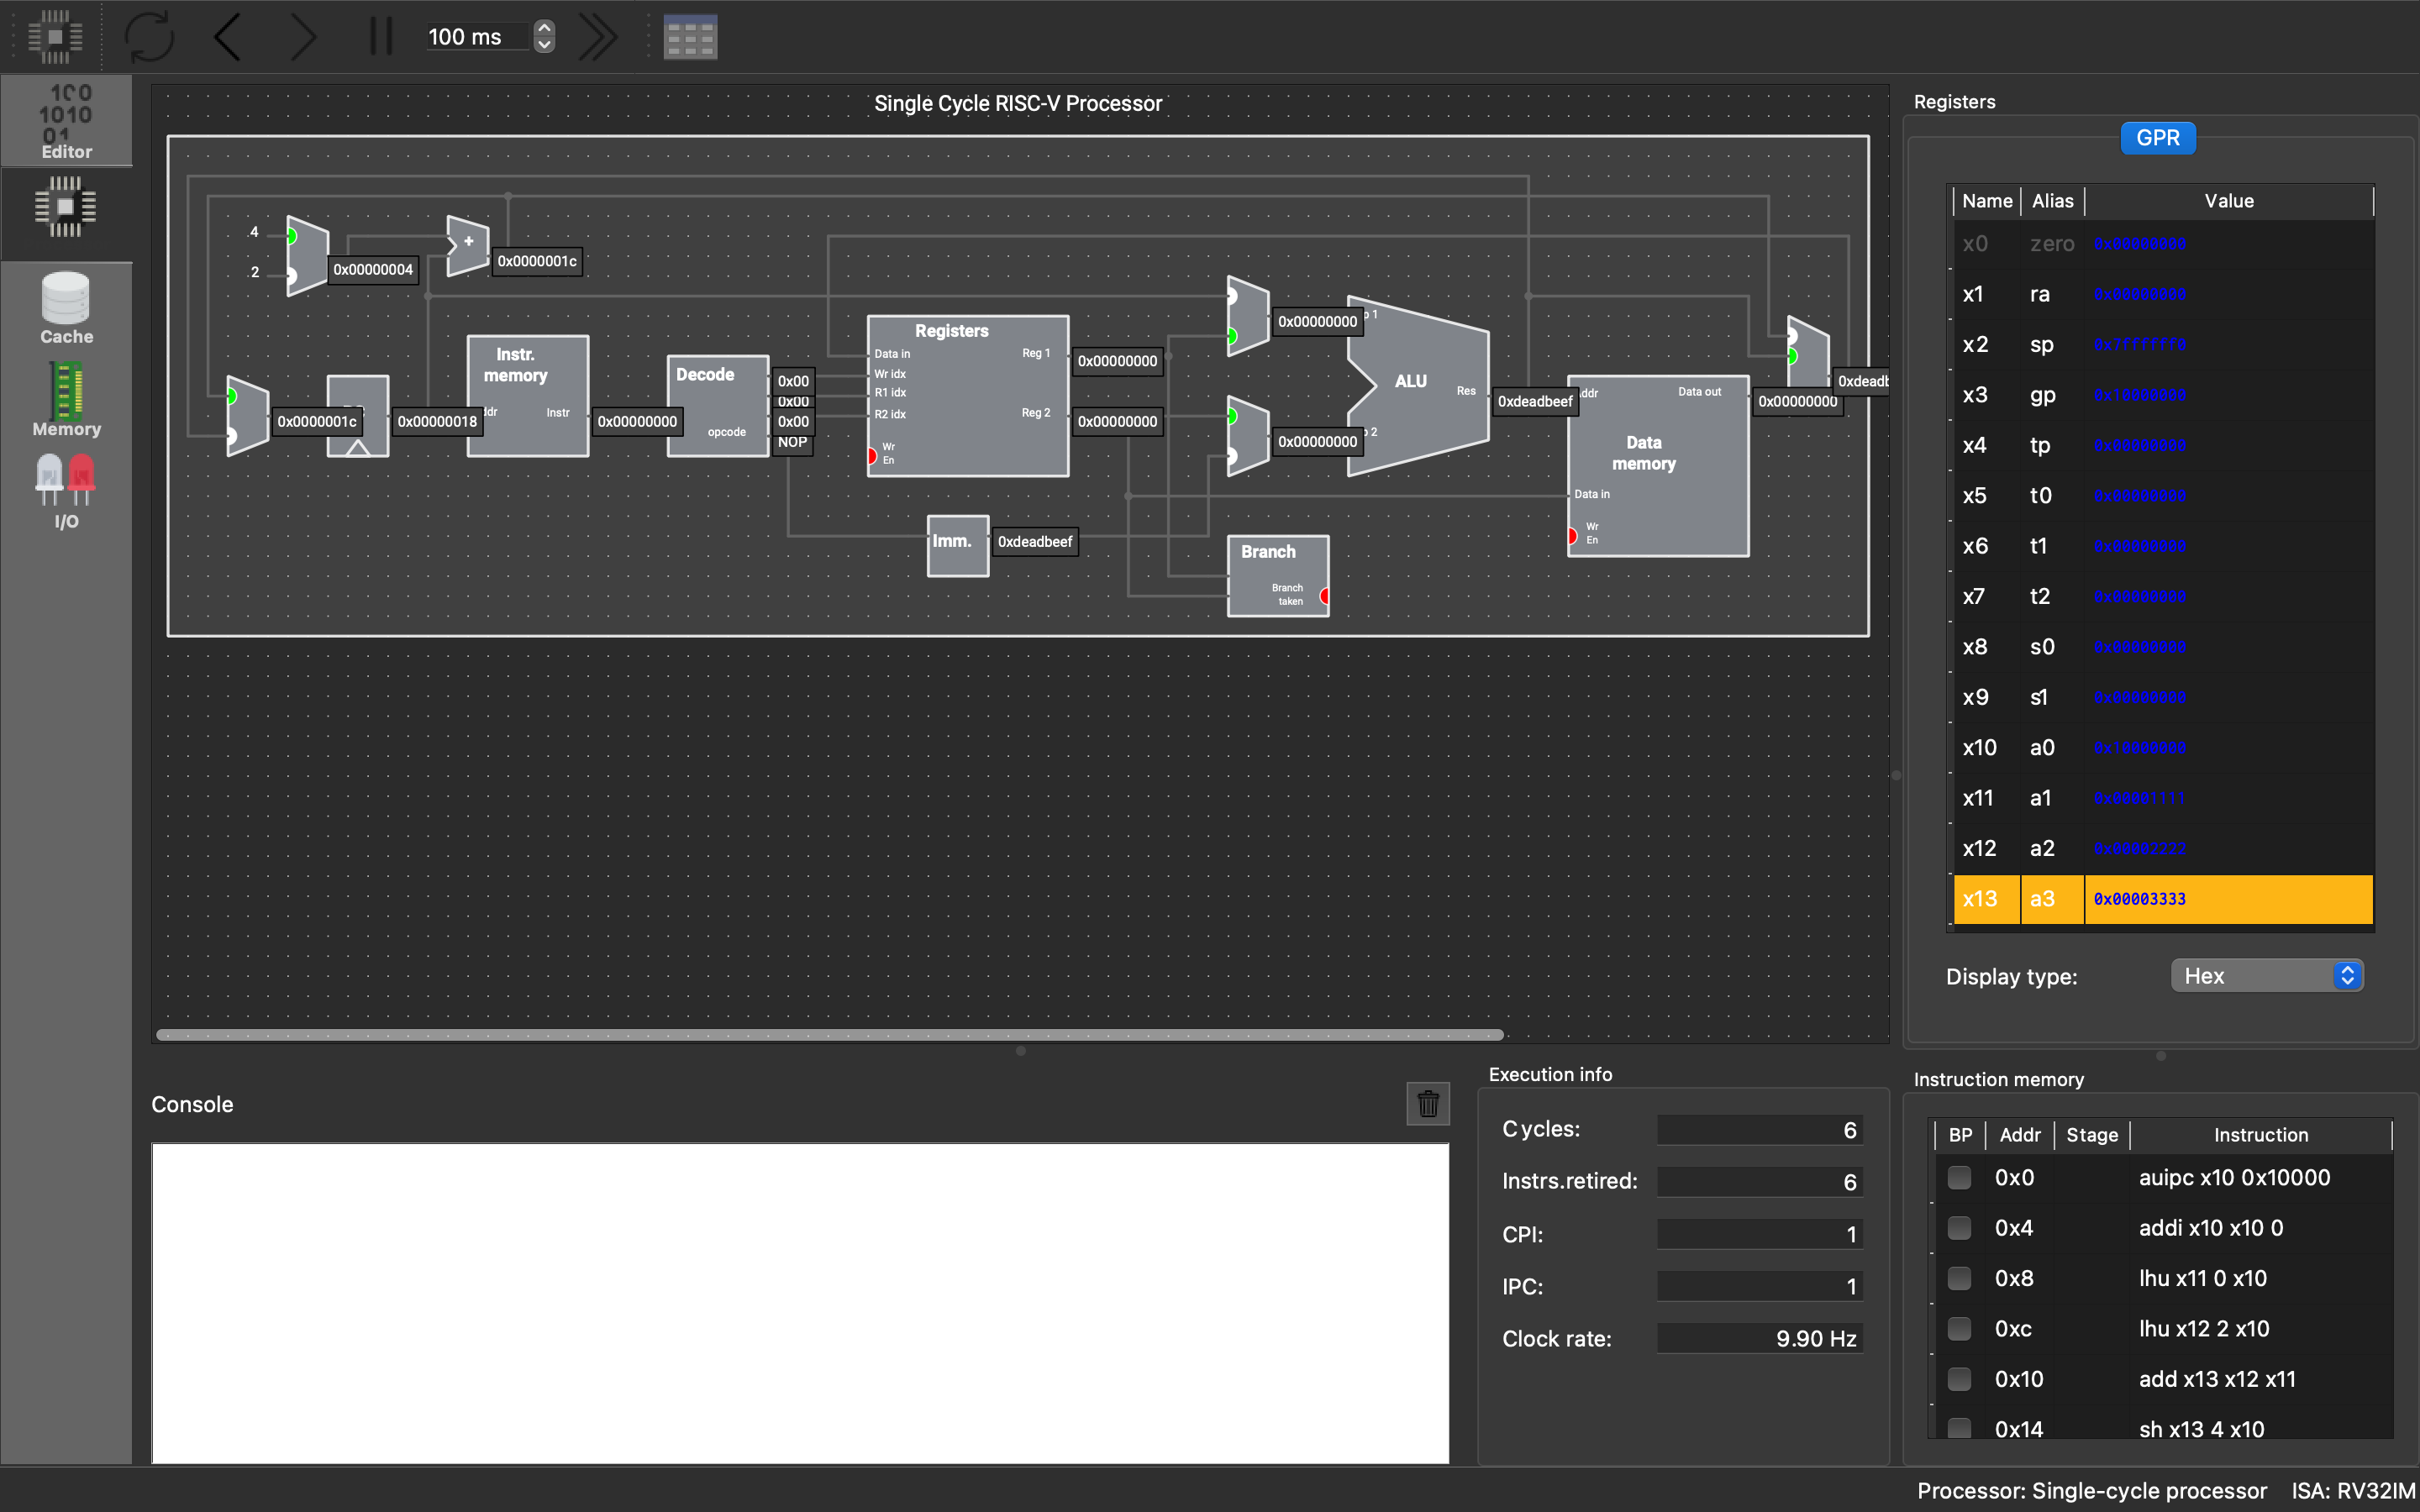 100 ms
100
1010
01
Editor
Cache
Memory
I/O
Single Cycle RISC-V Processor
4
2
0x00000004
+
0x0000001c
0x0000001c
0x00000018
Instr.
memory
Instr
0x00000000
Decode
opcode
0x00
0x00
0x00
NOP
Registers
Data in
Wr idx
R1 idx
R2 idx
Wr
En
Reg 1
Reg 2
0x00000000
0x00000000
Imm.
0xdeadbeef
0x00000000
0x00000000
ALU
Res
0xdeadbeef
Branch
Branch
taken
Data out
Data
memory
Data in
Wr
En
0x00000000
0xdeadb
Registers
GPR
Name Alias Value
x0 zero 0x00000000
x1 ra 0x00000000
x2 sp 0x7ffffff0
x3 gp 0x10000000
x4 tp 0x00000000
x5 t0 0x00000000
x6 t1 0x00000000
x7 t2 0x00000000
x8 s0 0x00000000
x9 s1 0x00000000
x10 a0 0x10000000
x11 a1 0x00001111
x12 a2 0x00002222
x13 a3 0x00003333
Display type: Hex
Console
Execution info
Cycles: 6
Instrs.retired: 6
CPI: 1
IPC: 1
Clock rate: 9.90 Hz
Instruction memory
BP Addr Stage Instruction
0x0 auipc x10 0x10000
0x4 addi x10 x10 0
0x8 lhu x11 0 x10
0xc lhu x12 2 x10
0x10 add x13 x12 x11
0x14 sh x13 4 x10
Processor: Single-cycle processor ISA: RV32IM